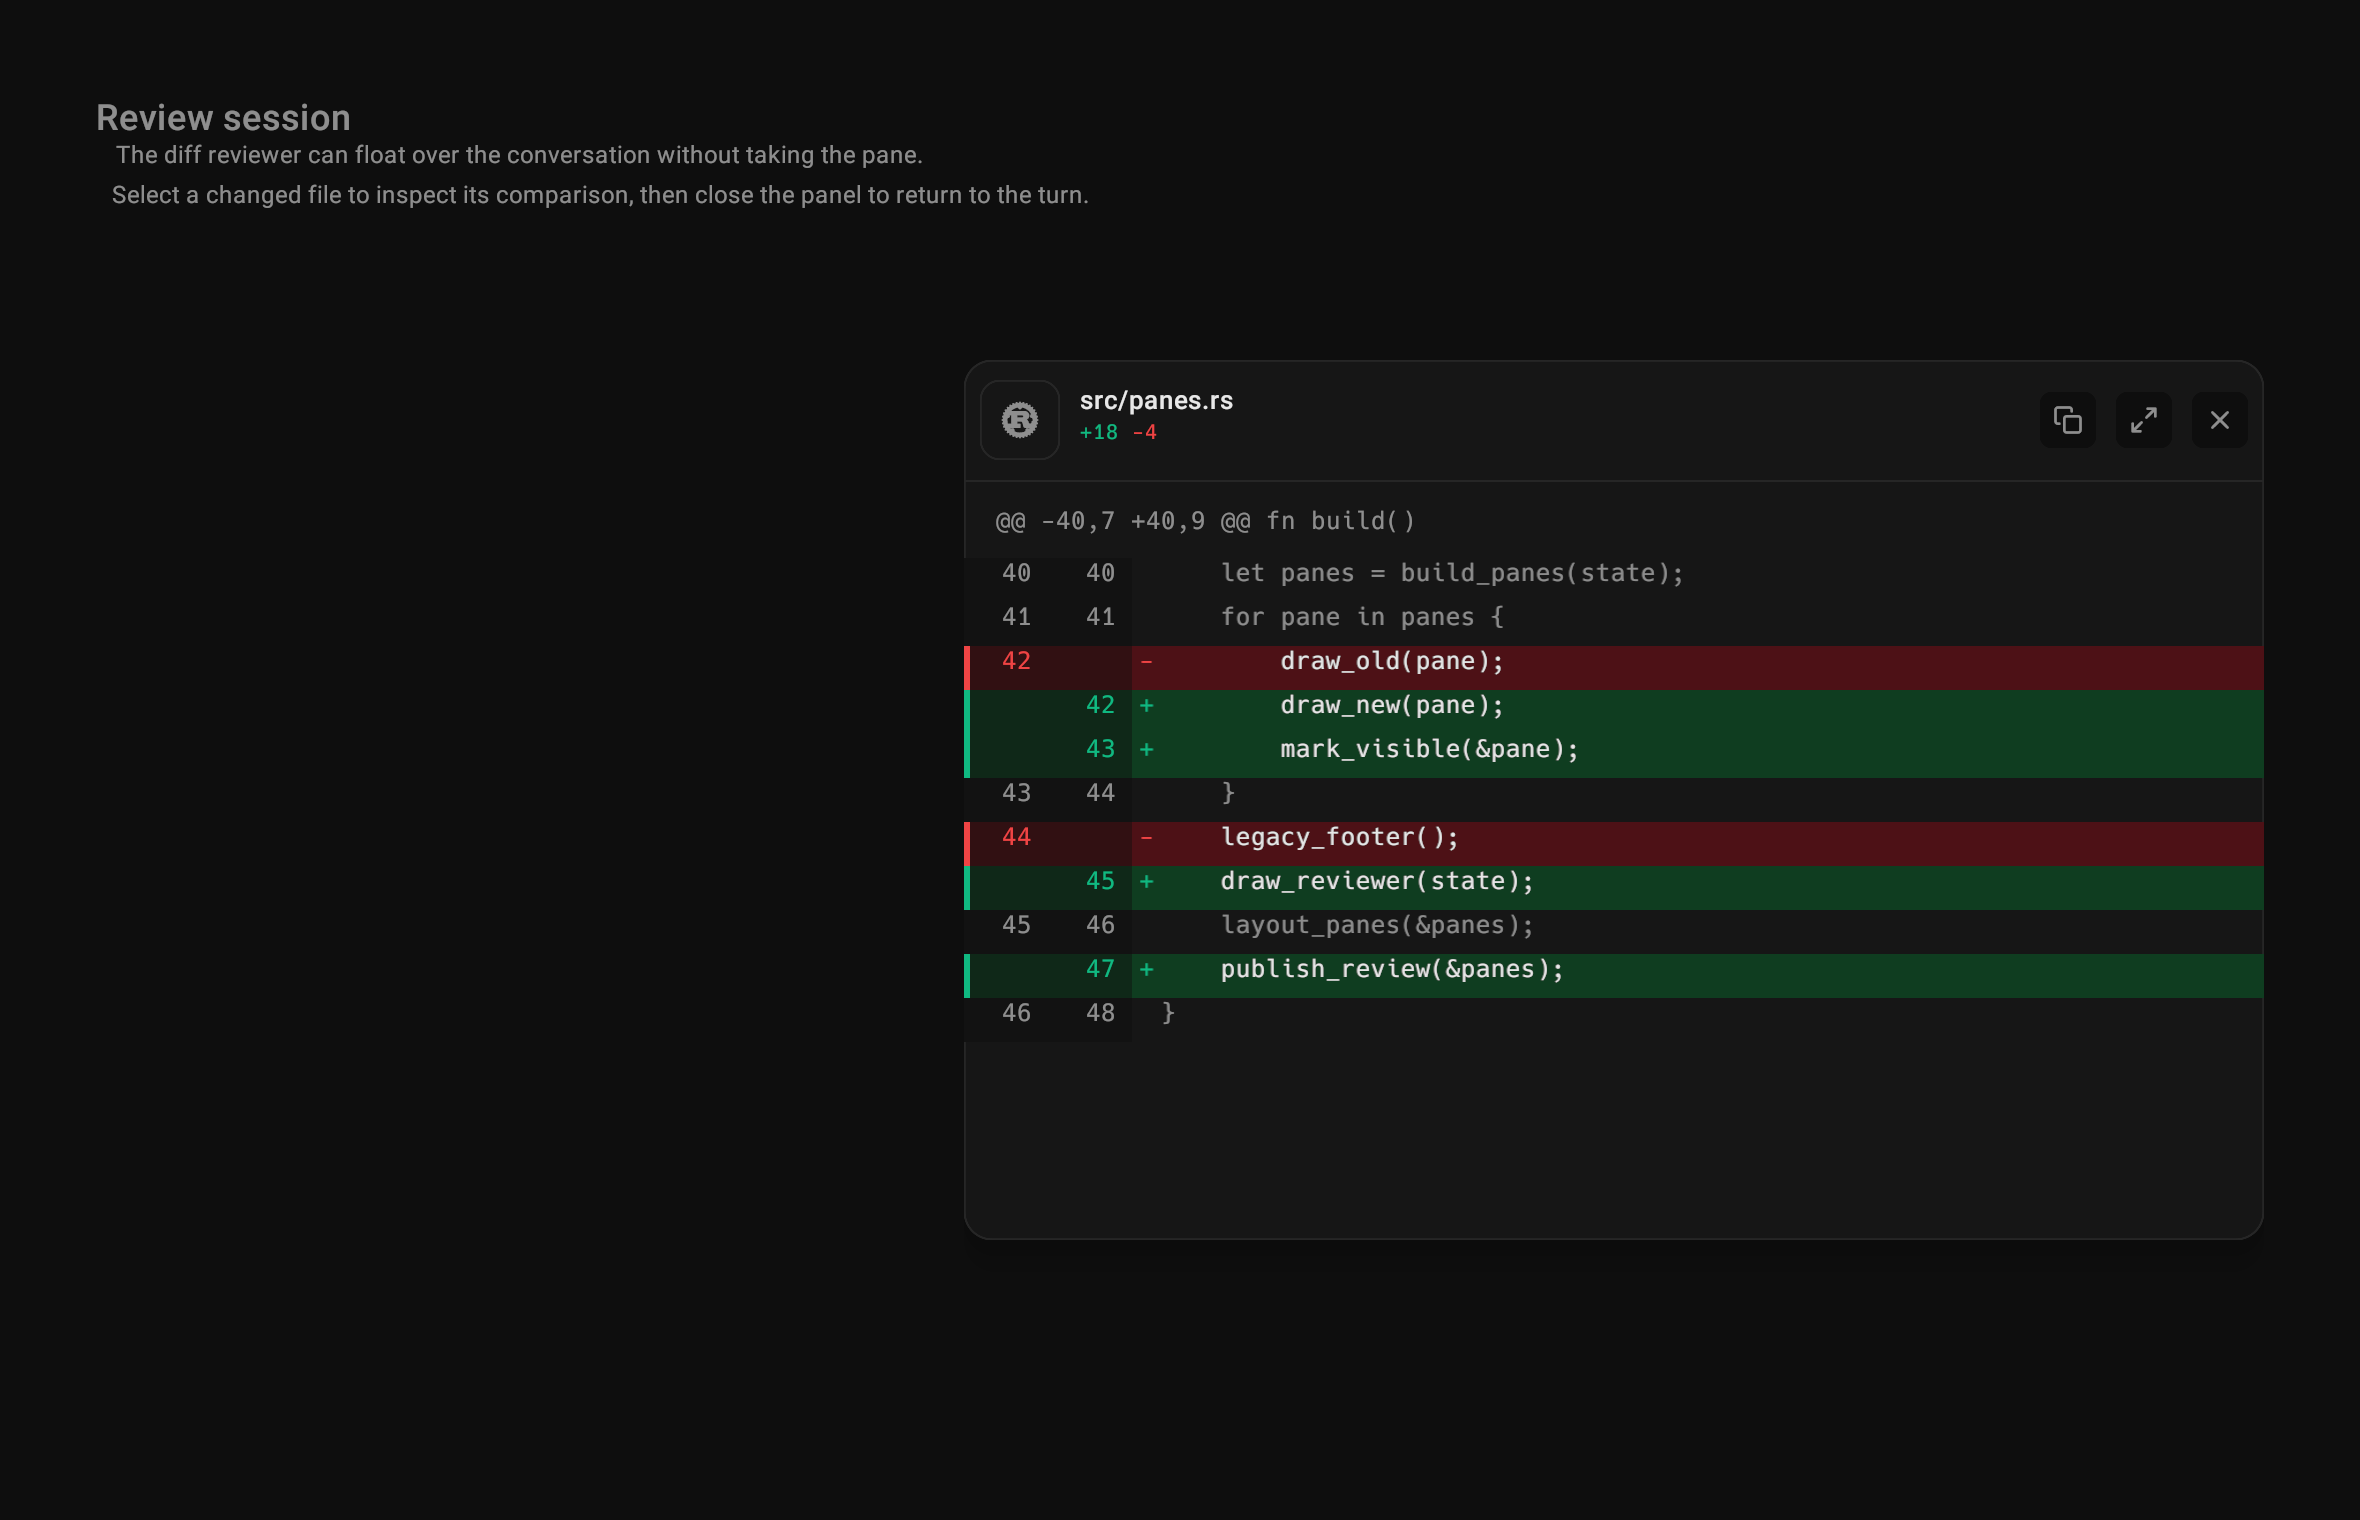 Review session
The diff reviewer can float over the conversation without taking the pane.
Select a changed file to inspect its comparison, then close the panel to return to the turn.
src/panes.rs
+18 -4
@@ -40,7 +40,9 @@ fn build()
40 40 let panes = build_panes(state);
41 41 for pane in panes {
42 - draw_old(pane);
42 + draw_new(pane);
43 + mark_visible(&pane);
43 44 }
44 - legacy_footer();
45 + draw_reviewer(state);
45 46 layout_panes(&panes);
47 + publish_review(&panes);
46 48 }